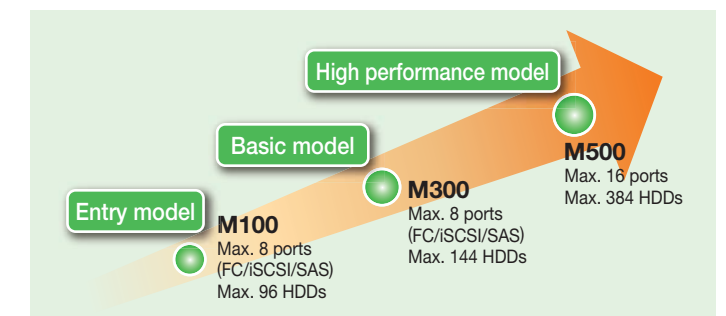 High performance model
Basic model
Entry model
M500
Max. 16 ports
Max. 384 HDDs
M300
Max. 8 ports
(FC/iSCSI/SAS)
Max. 144 HDDs
M100
Max. 8 ports
(FC/iSCSI/SAS)
Max. 96 HDDs